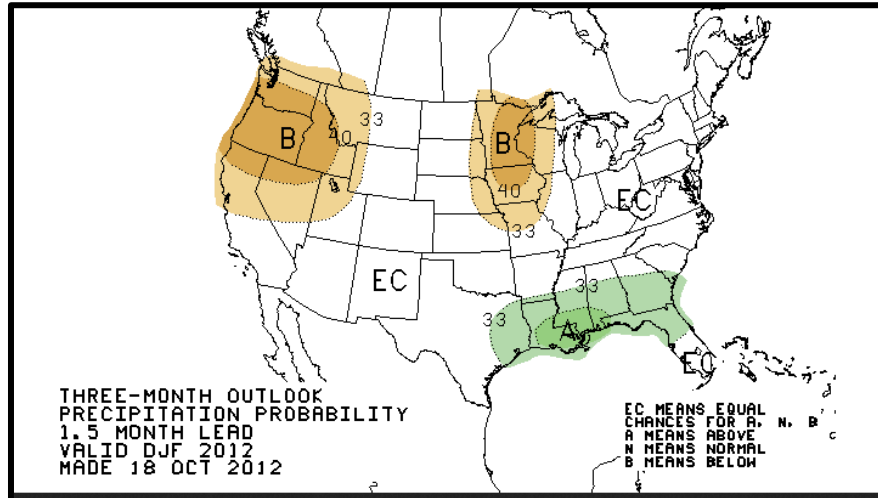 33
B
40
B
40
EC
33
EC
33
33
A
EC
THREE-MONTH OUTLOOK
PRECIPITATION PROBABILITY
1.5 MONTH LEAD
VALID DJF 2012
MADE 18 OCT 2012
EC MEANS EQUAL
CHANCES FOR A, N, B
A MEANS ABOVE
N MEANS NORMAL
B MEANS BELOW